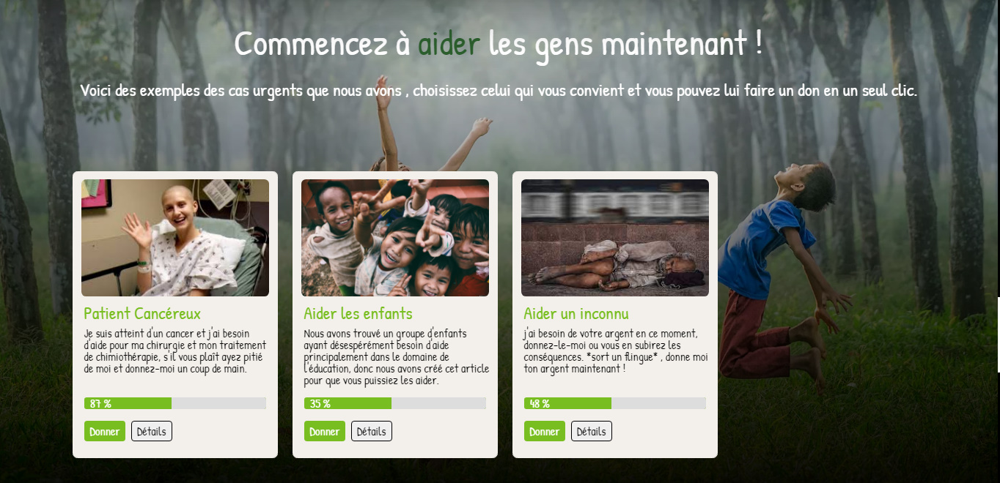 Commencez à aider les gens maintenant !
Voici des exemples des cas urgents que nous avons , choisissez celui qui vous convient et vous pouvez lui faire un don en un seul clic.
Patient Cancéreux
Je suis atteint d'un cancer et j'ai besoin
d'aide pour ma chirurgie et mon traitement
de chimiothérapie, s'il vous plaît ayez pitié
de moi et donnez-moi un coup de main.
87 %
Donner Détails
Aider les enfants
Nous avons trouvé un groupe d'enfants
ayant désespérément besoin d'aide
principalement dans le domaine de
l'éducation, donc nous avons créé cet article
pour que vous puissiez les aider.
35 %
Donner Détails
Aider un inconnu
j'ai besoin de votre argent en ce moment,
donnez-le-moi ou vous en subirez les
conséquences. *sort un flingue* , donne moi
ton argent maintenant !
48 %
Donner Détails